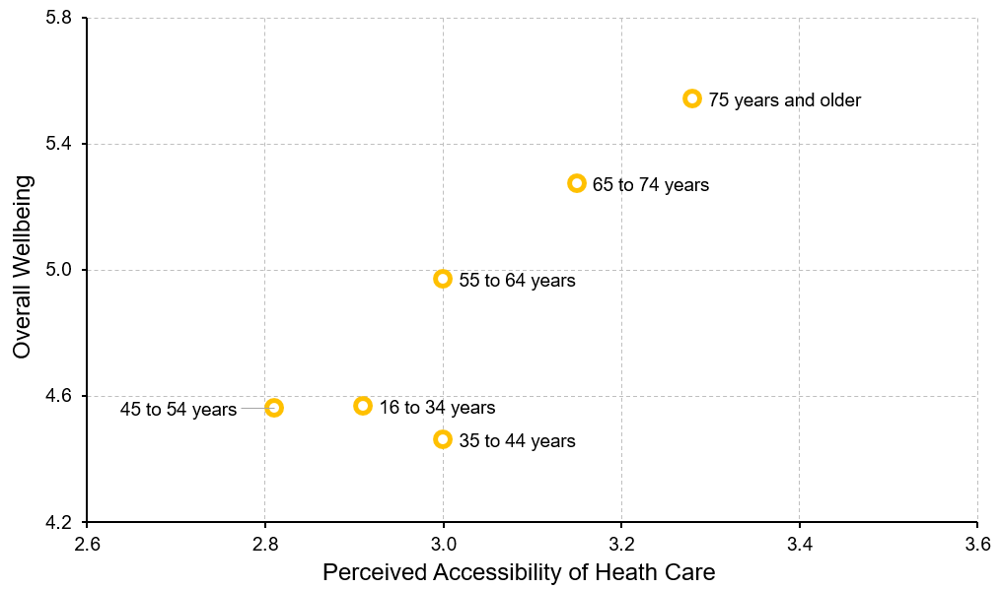 5.8
75 years and older
5.4
65 to 74 years
Overall Wellbeing
5.0
55 to 64 years
4.6
45 to 54 years
16 to 34 years
35 to 44 years
4.2
2.6 2.8 3.0 3.2 3.4 3.6
Perceived Accessibility of Heath Care